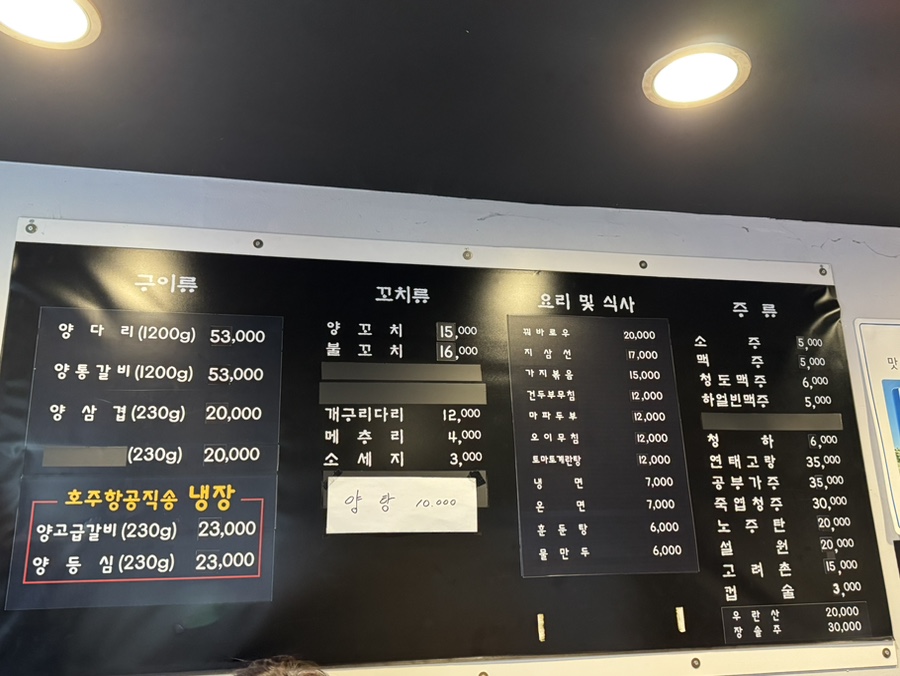 구이류
양 다 리(1200g) 53,000
양통갈비(1200g) 53,000
양 삼 겹(230g) 20,000
(230g) 20,000
호주항공직송 냉장
양고급갈비(230g) 23,000
양 등 심(230g) 23,000
꼬치류
양 꼬 치 15,000
불 꼬 치 16,000
개구리다리 12,000
메 추 리 4,000
소 세 지 3,000
양 탕 10.000
요리 및 식사
꿔바로우 20,000
지삼선 17,000
가지볶음 15,000
건두부무침 12,000
마파두부 12,000
오이무침 12,000
토마토계란탕 12,000
냉 면 7,000
온 면 7,000
훈 둔 탕 6,000
물 만 두 6,000
주 류
소 주 5,000
맥 주 5,000
청도맥주 6,000
하얼빈맥주 5,000
청 하 6,000
연태고량 35,000
공부가주 35,000
죽엽청주 30,000
노 주 탄 20,000
설 원 20,000
고 려 촌 15,000
컵 술 3,000
우 란 산 20,000
장 솔 주 30,000
맛